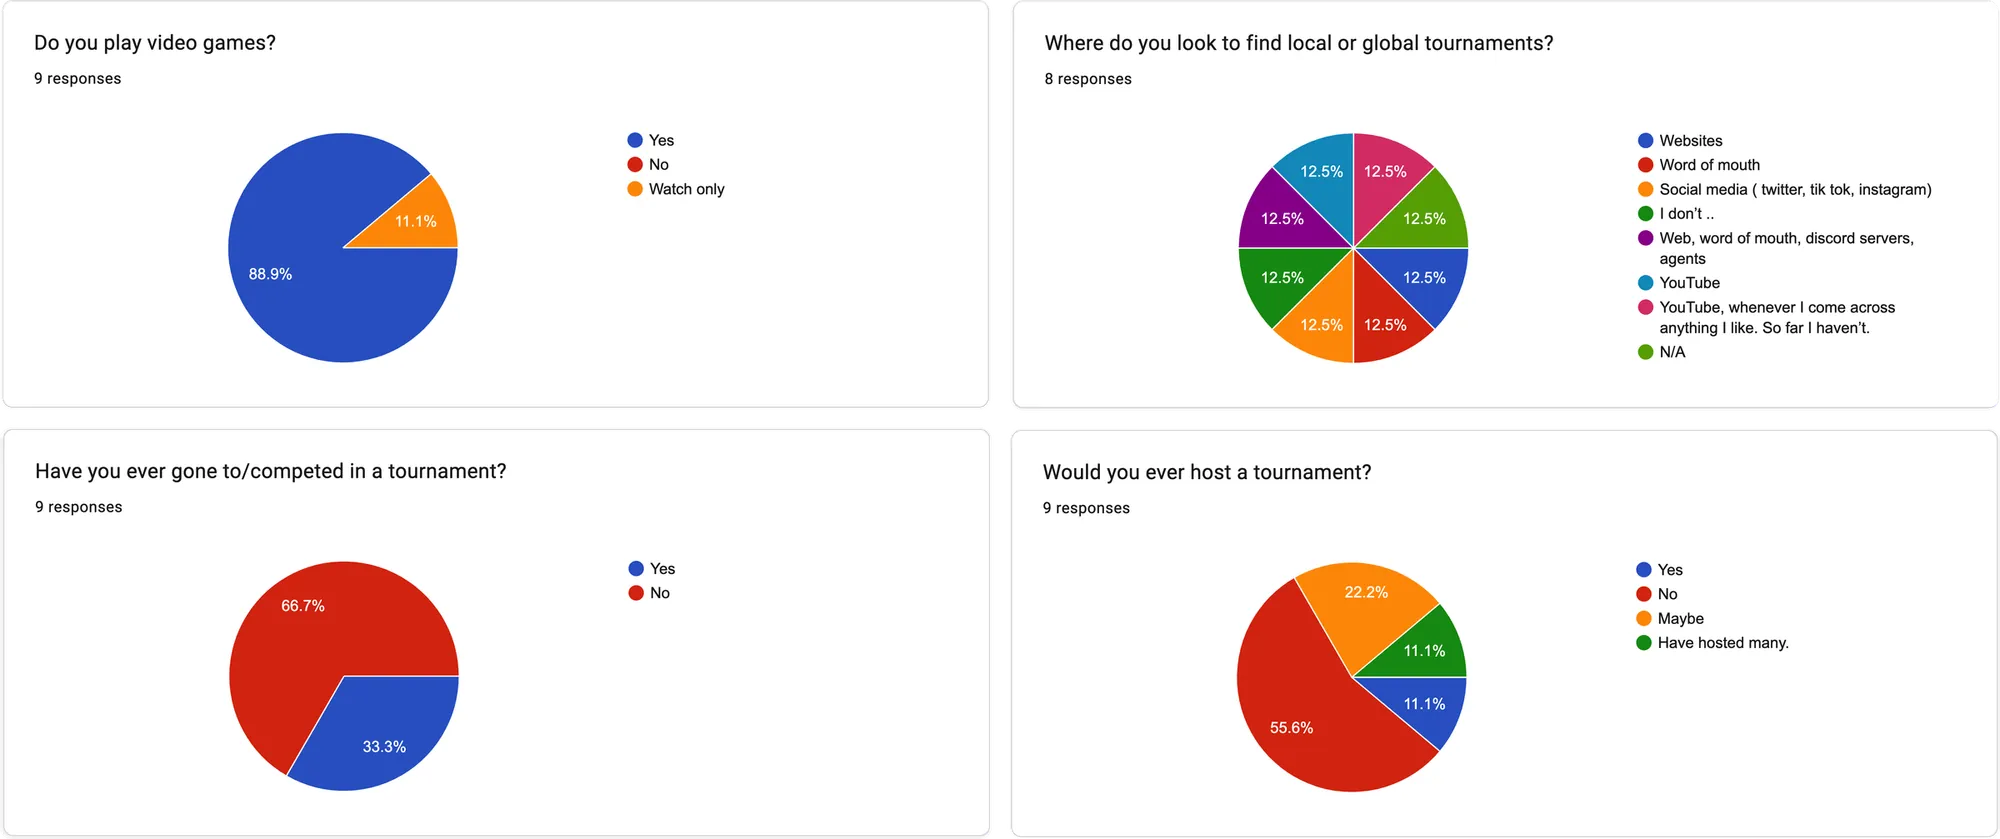 Do you play video games?
9 responses
88.9%
11.1%
Yes
No
Watch only
Where do you look to find local or global tournaments?
8 responses
12.5%
12.5%
12.5%
12.5%
12.5%
12.5%
12.5%
12.5%
Websites
Word of mouth
Social media ( twitter, tik tok, instagram)
I don’t ..
Web, word of mouth, discord servers,
agents
YouTube
YouTube, whenever I come across
anything I like. So far I haven’t.
N/A
Have you ever gone to/competed in a tournament?
9 responses
66.7%
33.3%
Yes
No
Would you ever host a tournament?
9 responses
22.2%
11.1%
11.1%
55.6%
Yes
No
Maybe
Have hosted many.